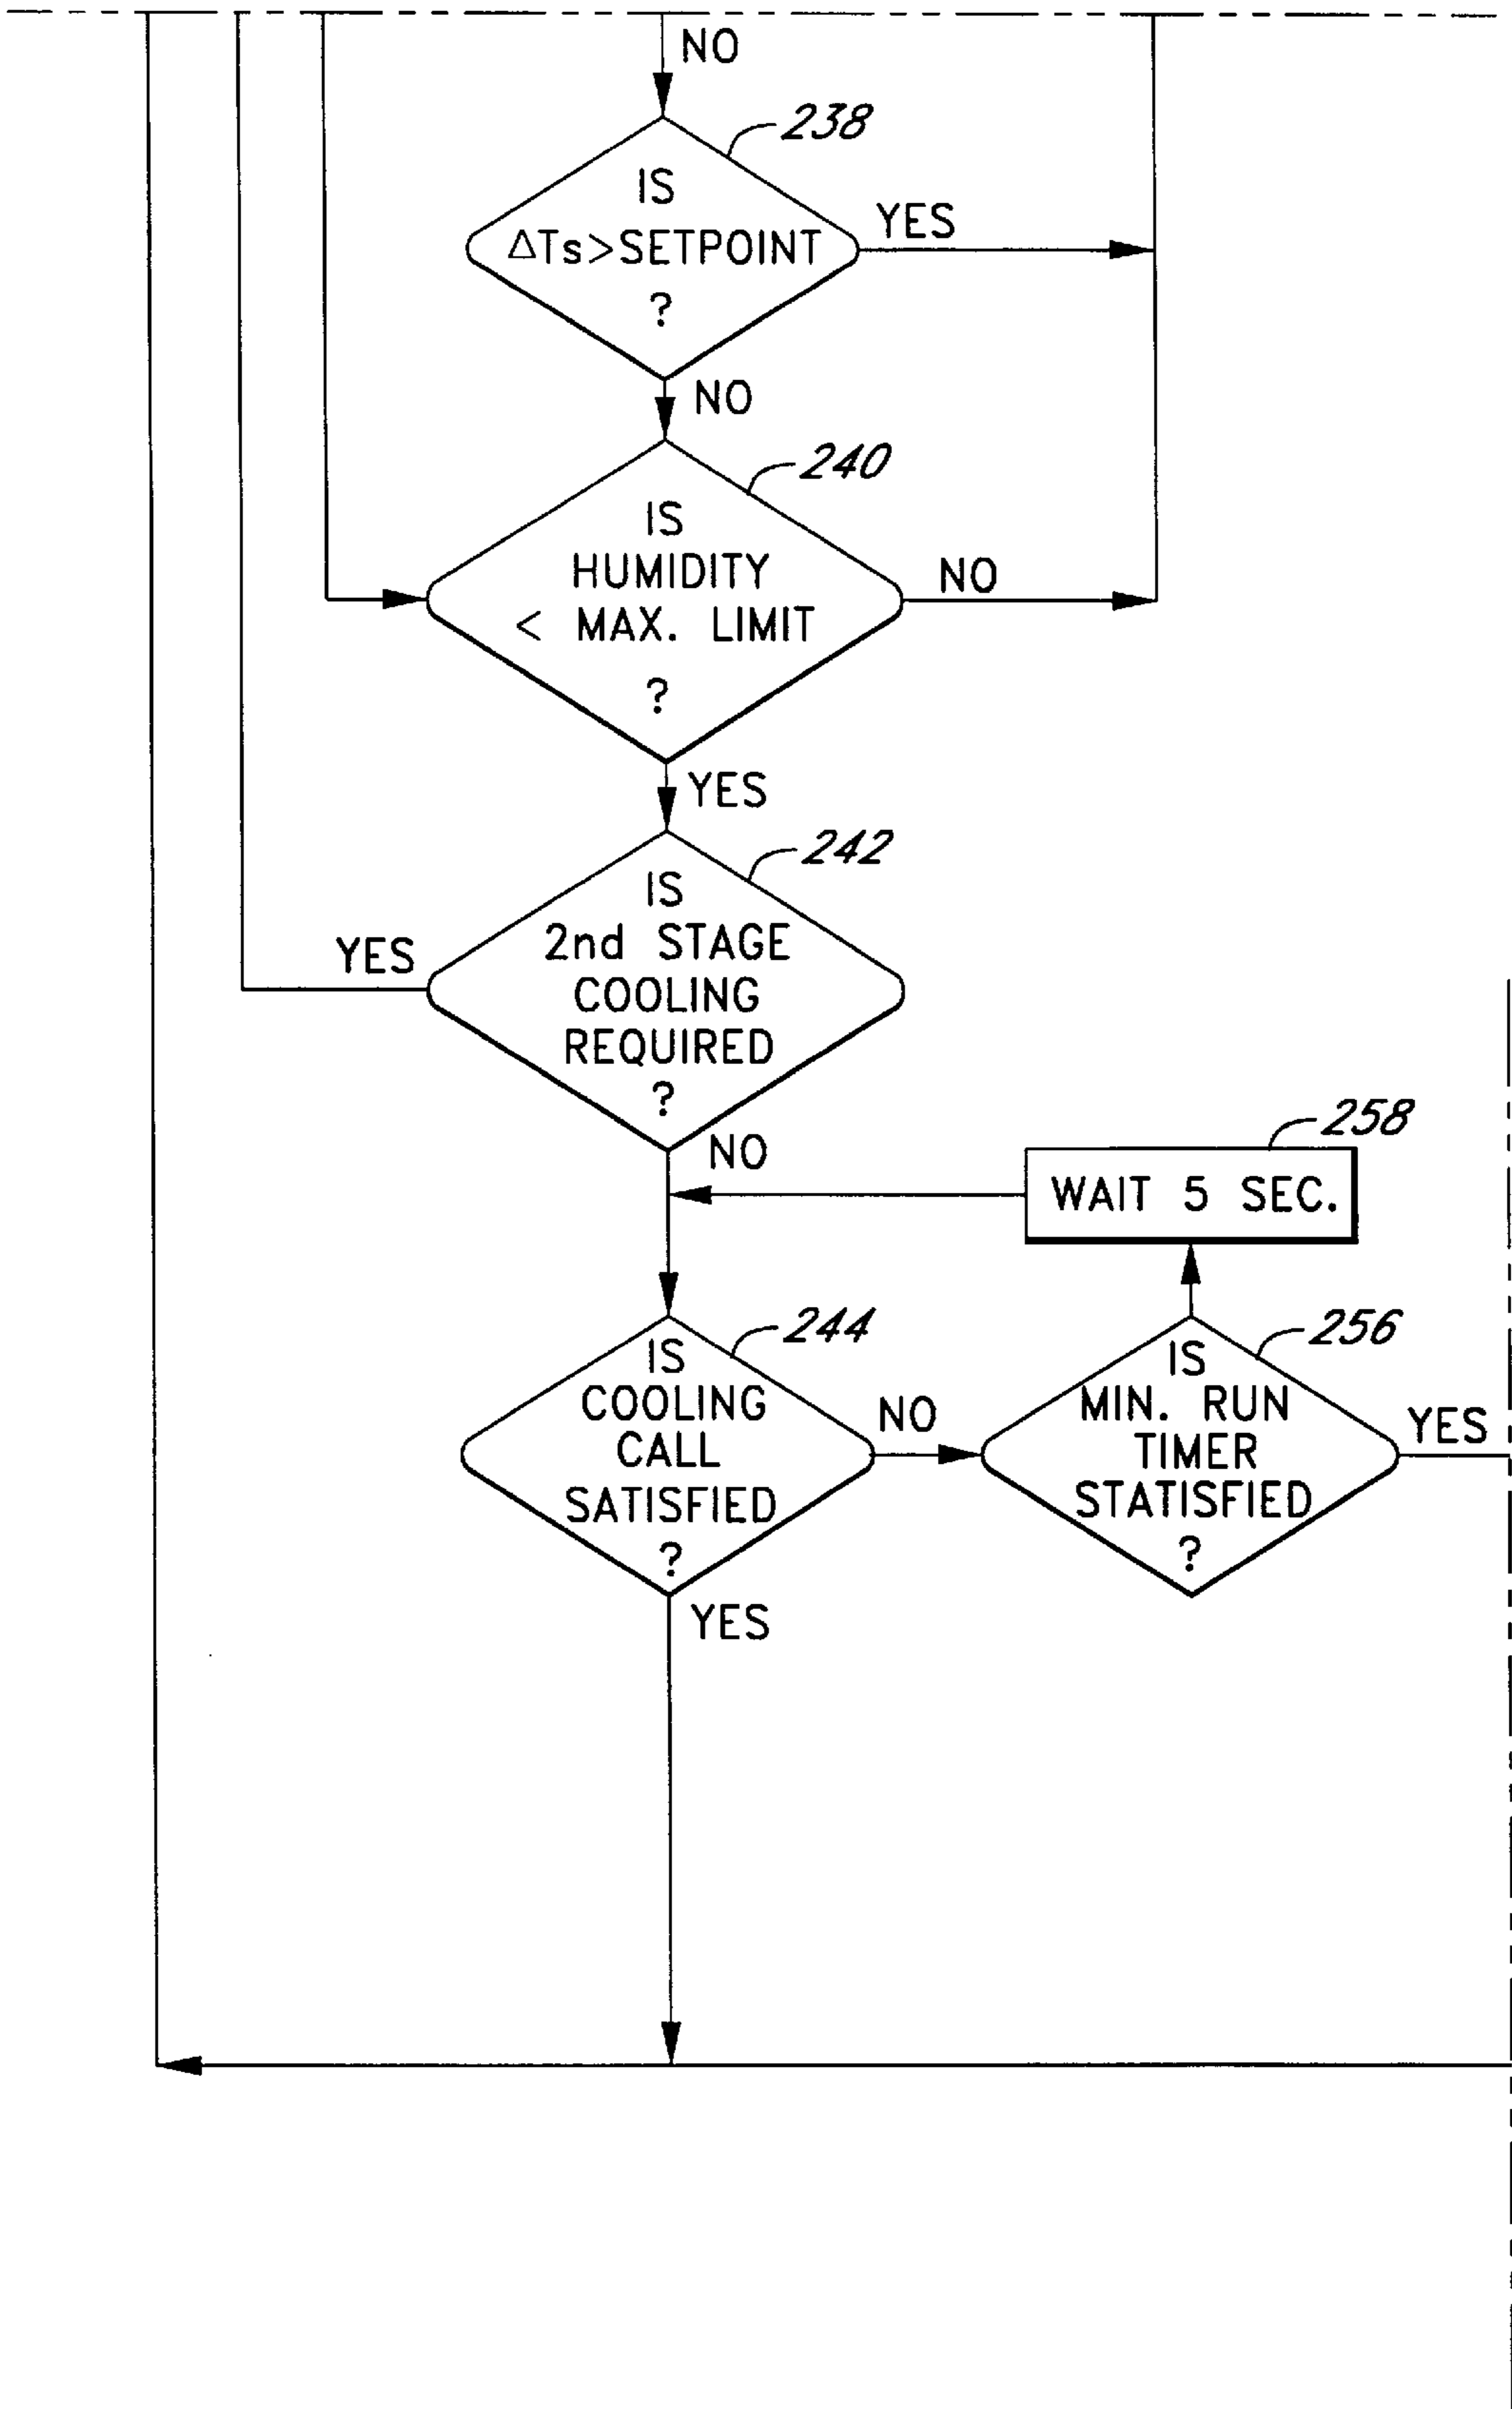 NO
238
IS
ΔTs>SETPOINT
?
YES
NO
240
IS
HUMIDITY
< MAX. LIMIT
?
NO
YES
242
IS
2nd STAGE
COOLING
REQUIRED
?
YES
NO
258
WAIT 5 SEC.
244
IS
COOLING
CALL
SATISFIED
?
NO
YES
256
IS
MIN. RUN
TIMER
STATISFIED
?
YES